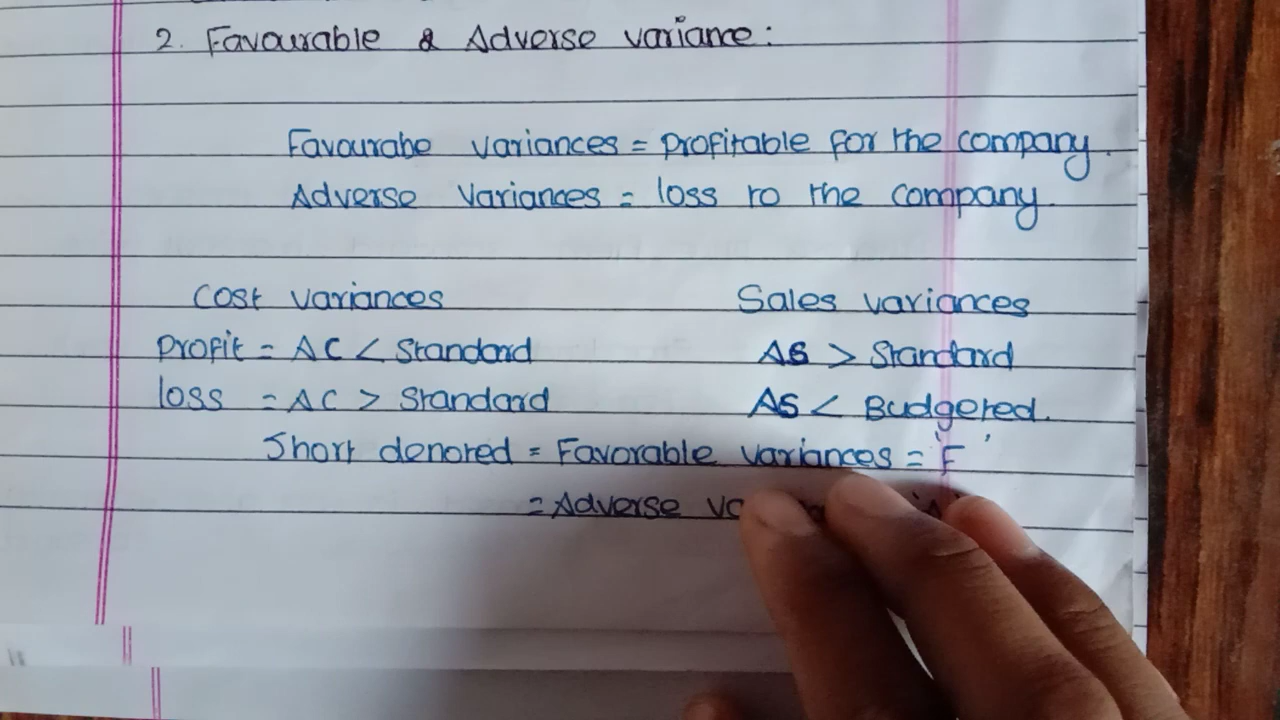 2. Favourable & Adverse variance:
Favourabe variances = Profitable for the company.
Adverse Variances = loss to the company
Cost variances Sales variances
Profit = AC < Standard AS > Standard
loss = AC > Standard AS < Budgeted.
Short denoted = Favorable variances = 'F'
= Adverse